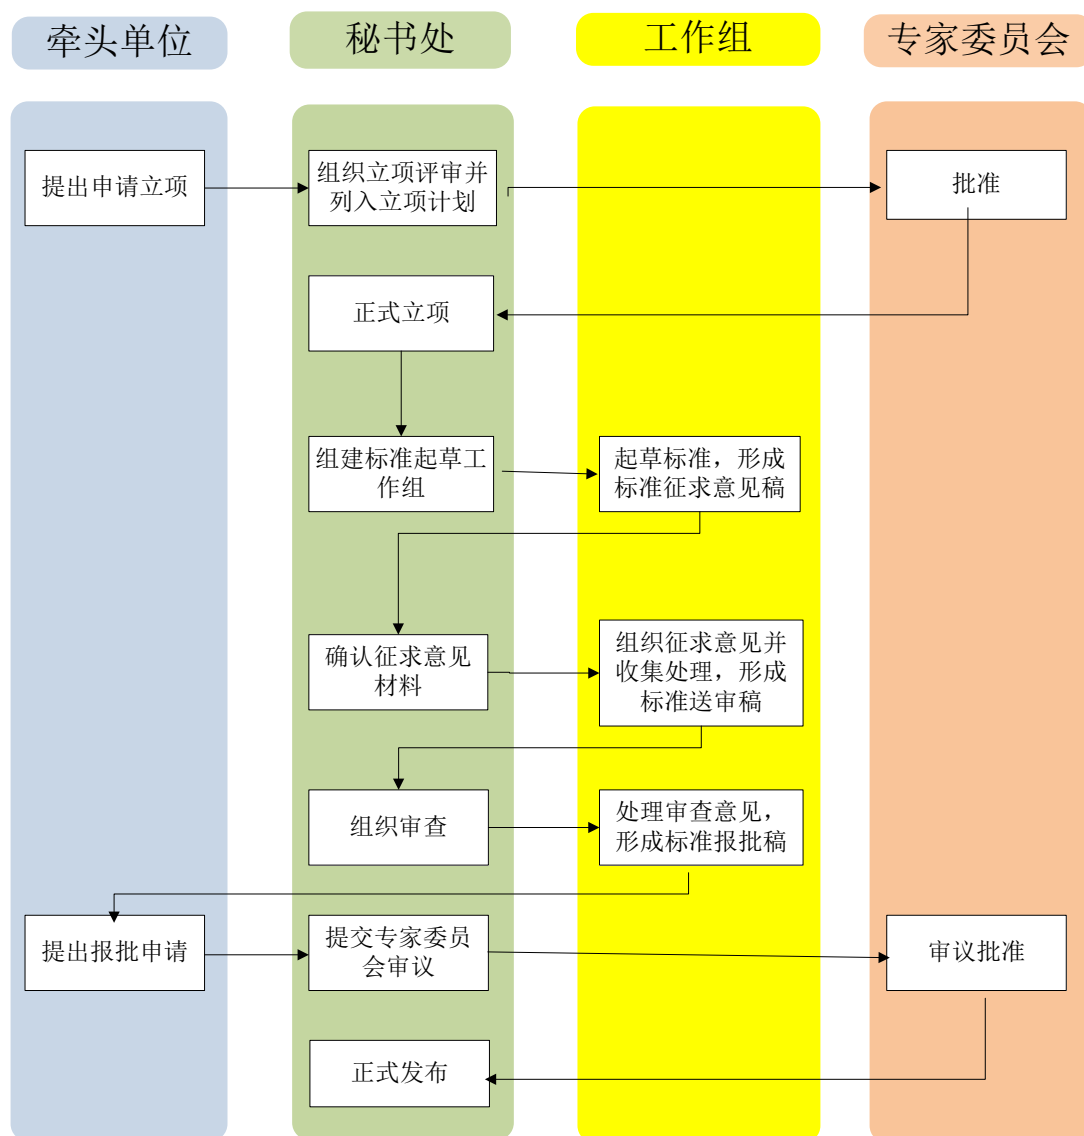 牵头单位
秘书处
工作组
专家委员会
提出申请立项
组织立项评审并
列入立项计划
批准
正式立项
组建标准起草工
作组
起草标准，形成
标准征求意见稿
确认征求意见
材料
组织征求意见并
收集处理，形成
标准送审稿
组织审查
处理审查意见，
形成标准报批稿
提出报批申请
提交专家委员
会审议
审议批准
正式发布